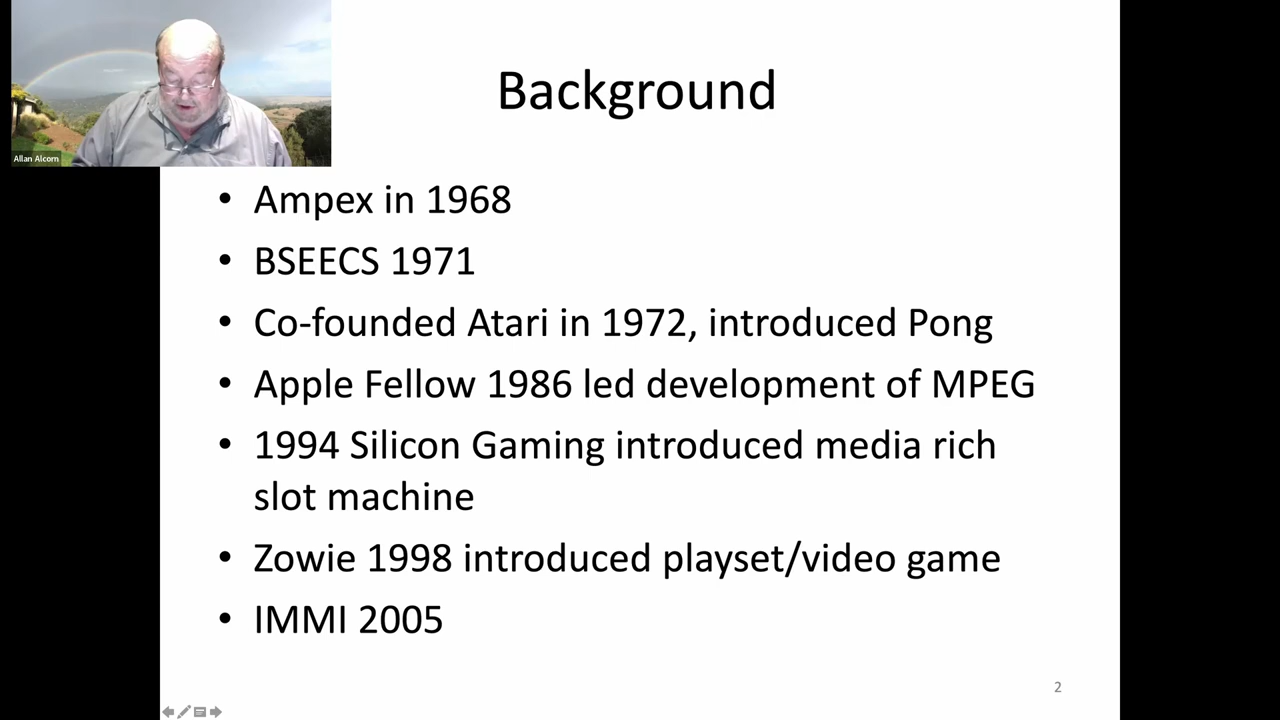 Allan Alcorn
Background
• Ampex in 1968
• BSEECS 1971
• Co-founded Atari in 1972, introduced Pong
• Apple Fellow 1986 led development of MPEG
• 1994 Silicon Gaming introduced media rich
slot machine
• Zowie 1998 introduced playset/video game
• IMMI 2005
2